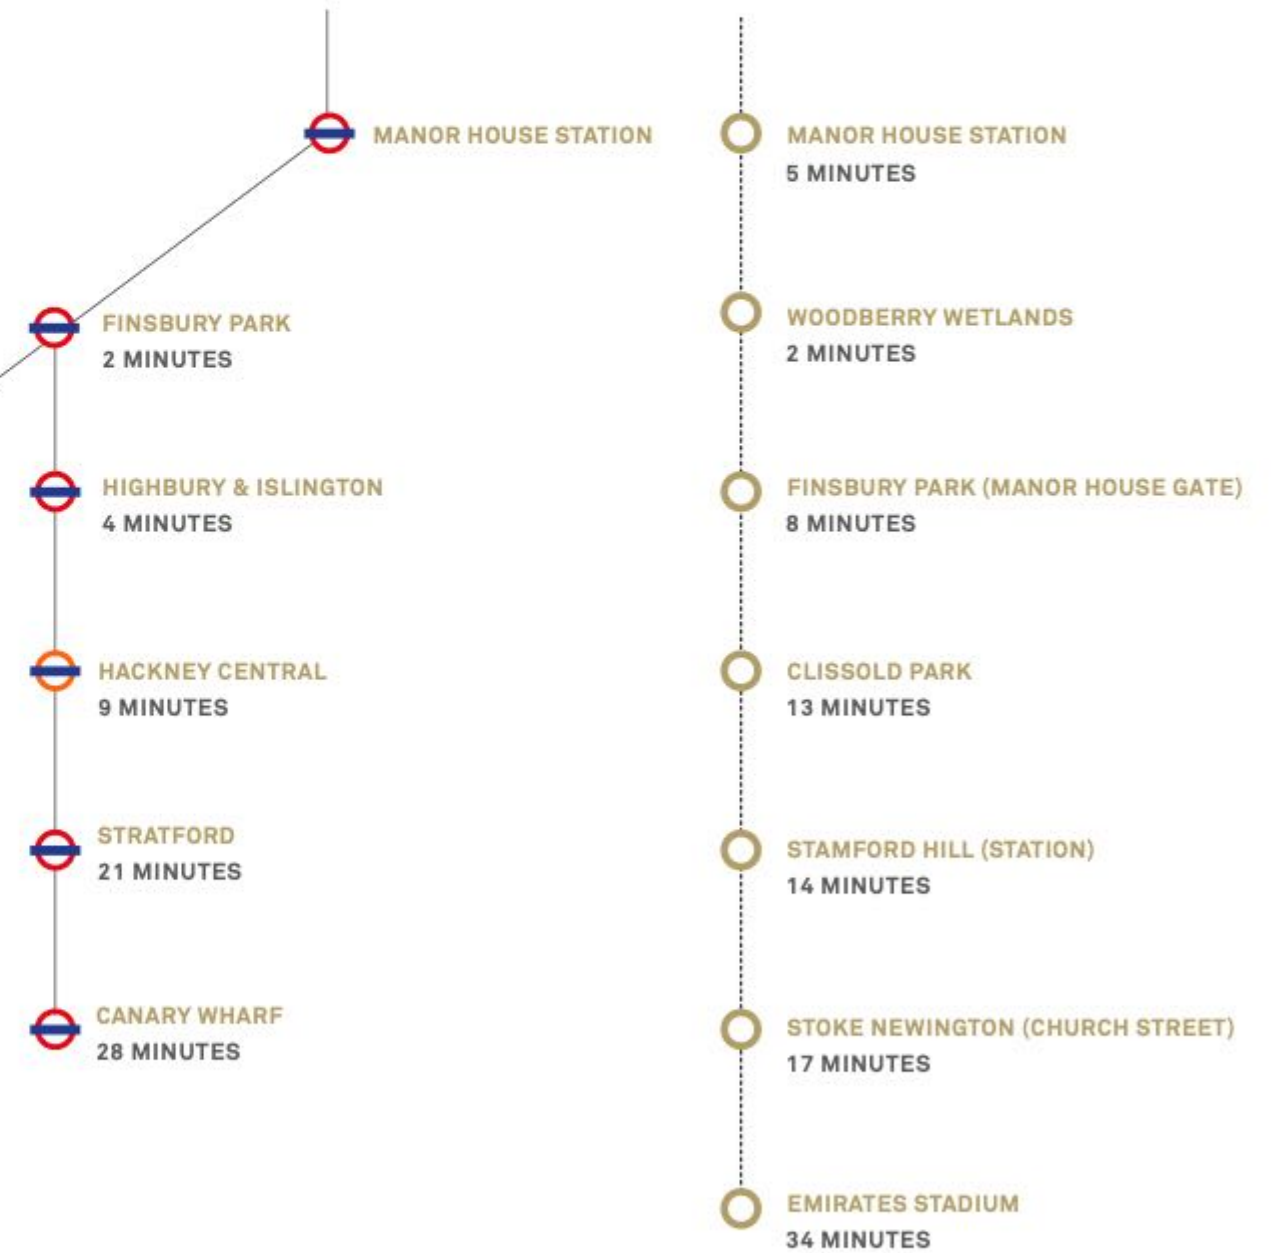 MANOR HOUSE STATION
FINSBURY PARK
2 MINUTES
HIGHBURY & ISLINGTON
4 MINUTES
HACKNEY CENTRAL
9 MINUTES
STRATFORD
21 MINUTES
CANARY WHARF
28 MINUTES
MANOR HOUSE STATION
5 MINUTES
WOODBERRY WETLANDS
2 MINUTES
FINSBURY PARK (MANOR HOUSE GATE)
8 MINUTES
CLISSOLD PARK
13 MINUTES
STAMFORD HILL (STATION)
14 MINUTES
STOKE NEWINGTON (CHURCH STREET)
17 MINUTES
EMIRATES STADIUM
34 MINUTES